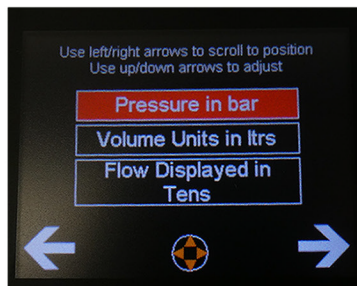 Use left/right arrows to scroll to position
Use up/down arrows to adjust
Pressure in bar
Volume Units in ltrs
Flow Displayed in
Tens